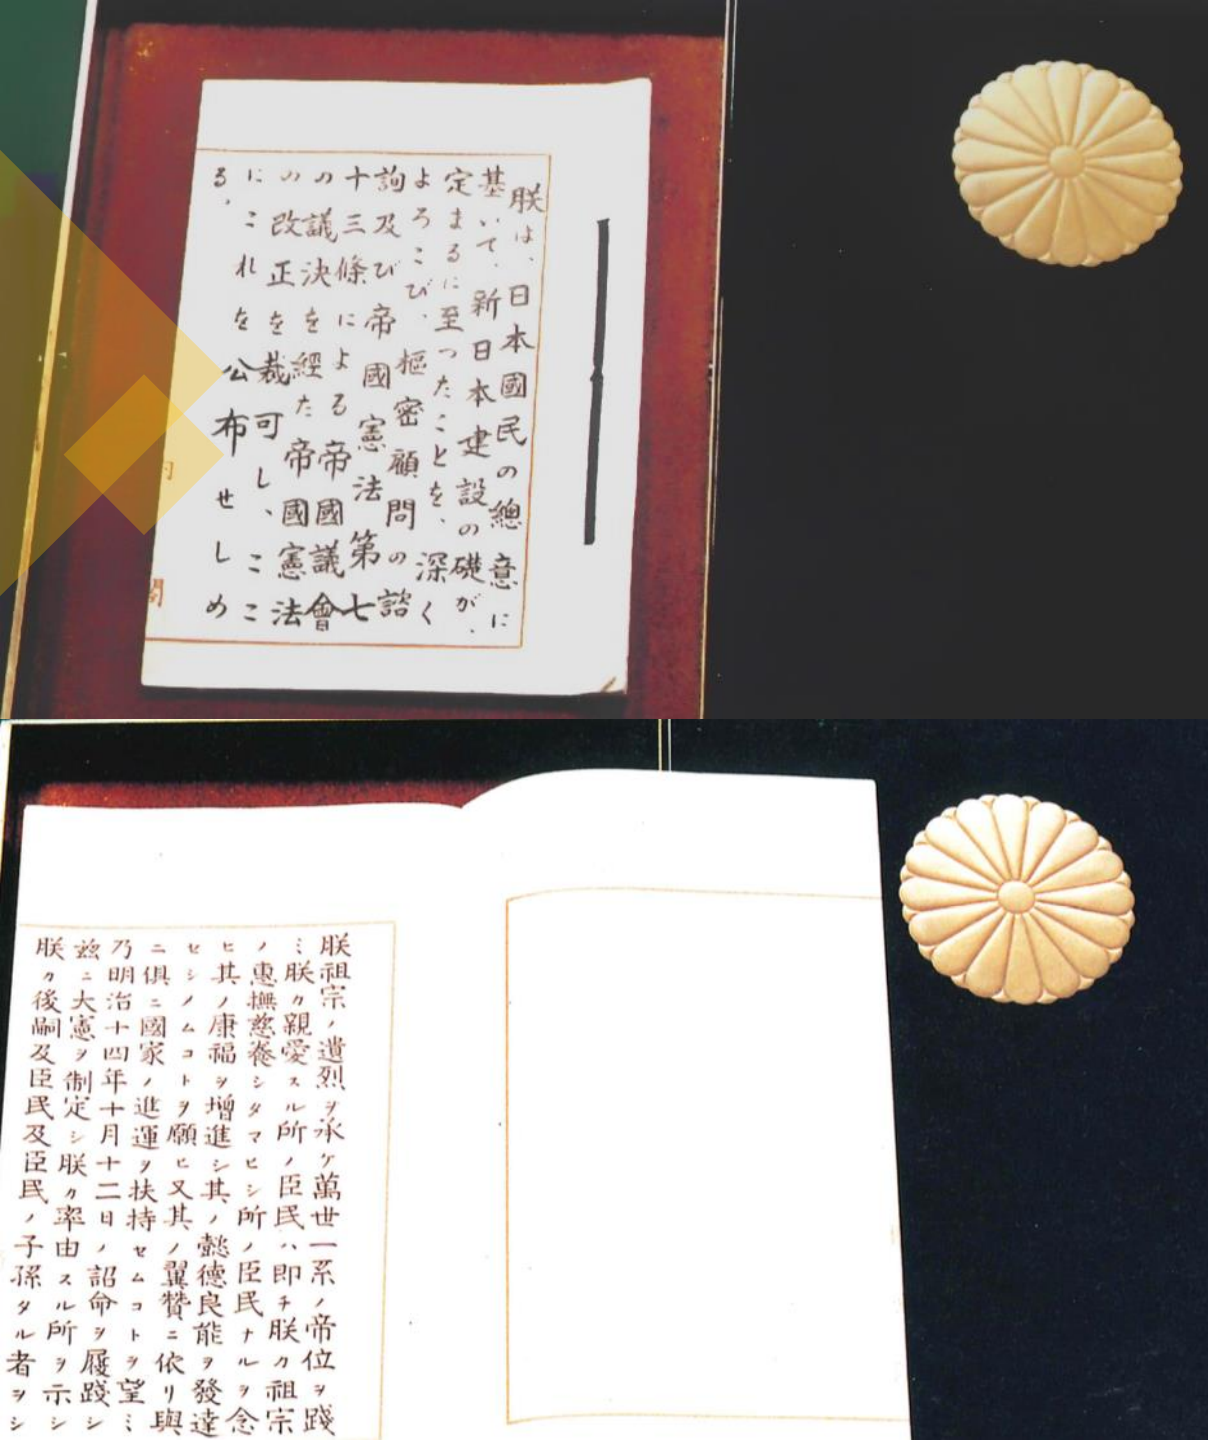 朕は、日本國民の總意に
基いて、新日本建設の礎が、
定まるに至つたことを、深く
よろこび、樞密顧問の諮
詢及び帝國憲法第七
十三條による帝國議會
の議決を經た帝國憲法
の改正を裁可し、ここ
にこれを公布せしめ
る。
閣
朕祖宗ノ遺烈ヲ承ケ萬世一系ノ帝位ヲ踐
ミ朕カ親愛スル所ノ臣民ハ即チ朕カ祖宗
ノ惠撫慈養シタマヒシ所ノ臣民ナルヲ念
ヒ其ノ康福ヲ增進シ其ノ懿德良能ヲ發達
セシメムコトヲ願ヒ又其ノ翼贊ニ依リ與
ニ俱ニ國家ノ進運ヲ扶持セムコトヲ望ミ
乃明治十四年十月十二日ノ詔命ヲ履踐シ
玆ニ大憲ヲ制定シ朕カ率由スル所ヲ示シ
朕カ後嗣及臣民及臣民ノ子孫タル者ヲシ